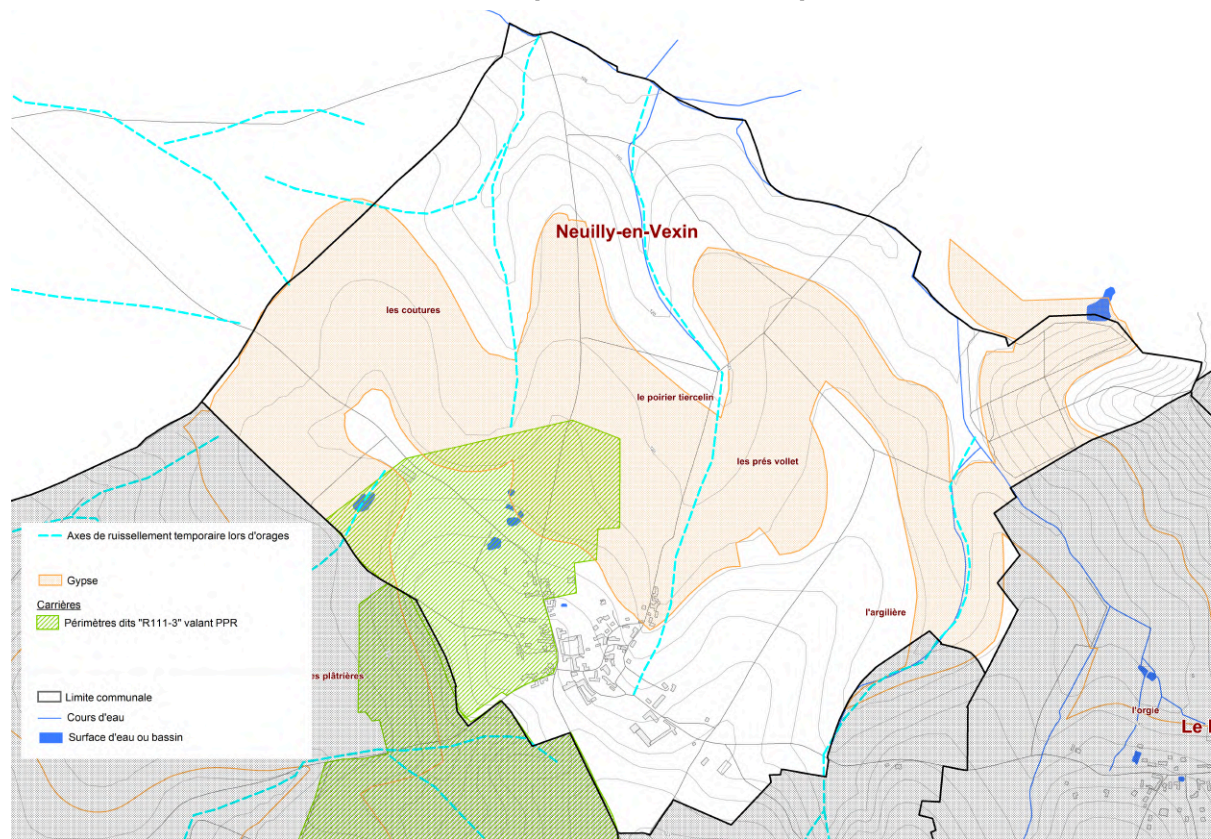 Neuilly-en-Vexin
les coutures
le poirier tiercelin
les prés vollet
l'argilière
es plâtrières
l'orgie
Le
Axes de ruissellement temporaire lors d'orages
Gypse
Carrières
Périmètres dits "R111-3" valant PPR
Limite communale
Cours d'eau
Surface d'eau ou bassin